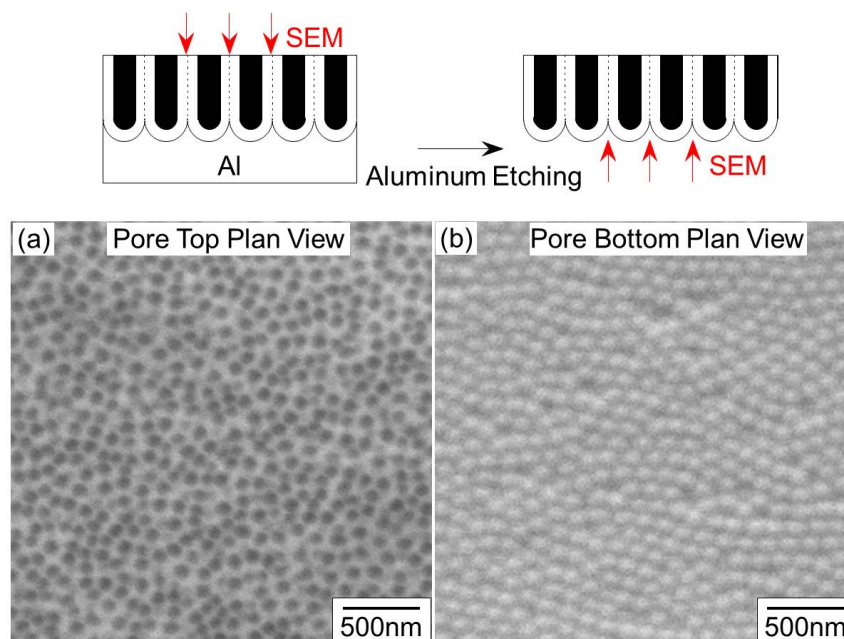 SEM
Al
Aluminum Etching
SEM
(a)
Pore Top Plan View
(b)
Pore Bottom Plan View
500nm
500nm